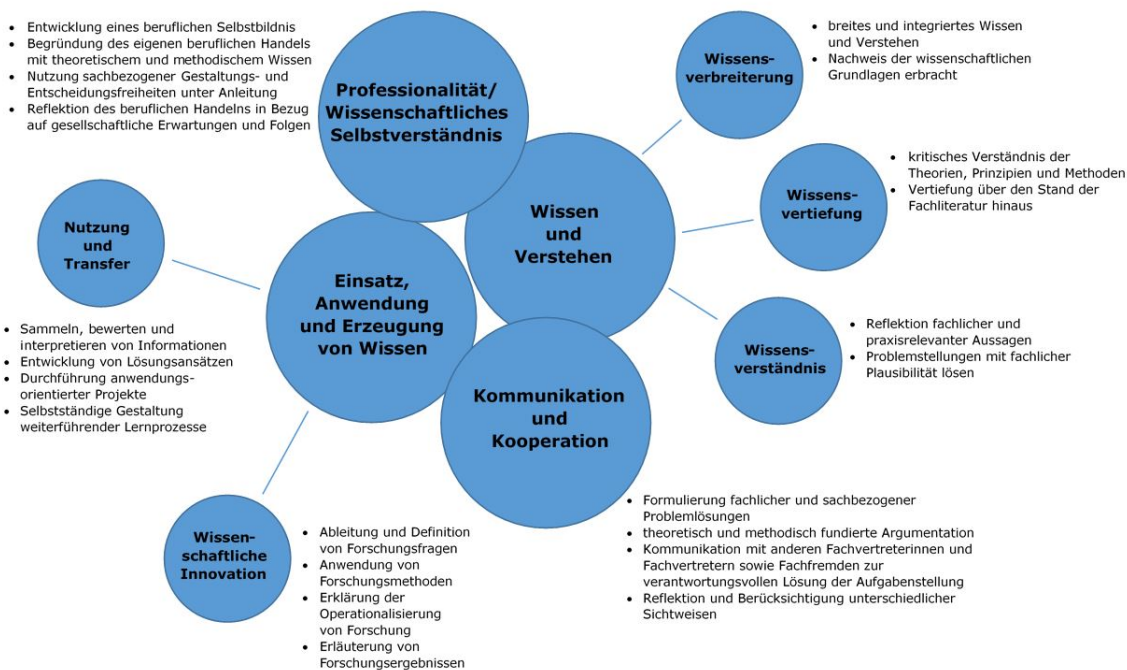 • Entwicklung eines beruflichen Selbstbildnis
• Begründung des eigenen beruflichen Handels
mit theoretischem und methodischem Wissen
• Nutzung sachbezogener Gestaltungs- und
Entscheidungsfreiheiten unter Anleitung
• Reflektion des beruflichen Handelns in Bezug
auf gesellschaftliche Erwartungen und Folgen
Professionalität/
Wissenschaftliches
Selbstverständnis
Wissens-
verbreiterung
• breites und integriertes Wissen
und Verstehen
• Nachweis der wissenschaftlichen
Grundlagen erbracht
Wissen
und
Verstehen
Wissens-
vertiefung
• kritisches Verständnis der
Theorien, Prinzipien und Methoden
• Vertiefung über den Stand der
Fachliteratur hinaus
Wissens-
verständnis
• Reflektion fachlicher und
praxisrelevanter Aussagen
• Problemstellungen mit fachlicher
Plausibilität lösen
Nutzung
und
Transfer
• Sammeln, bewerten und
interpretieren von Informationen
• Entwicklung von Lösungsansätzen
• Durchführung anwendungs-
orientierter Projekte
• Selbstständige Gestaltung
weiterführender Lernprozesse
Einsatz,
Anwendung
und Erzeugung
von Wissen
Kommunikation
und
Kooperation
• Formulierung fachlicher und sachbezogener
Problemlösungen
• theoretisch und methodisch fundierte Argumentation
• Kommunikation mit anderen Fachvertreterinnen und
Fachvertretern sowie Fachfremden zur
verantwortungsvollen Lösung der Aufgabenstellung
• Reflektion und Berücksichtigung unterschiedlicher
Sichtweisen
Wissen-
schaftliche
Innovation
• Ableitung und Definition
von Forschungsfragen
• Anwendung von
Forschungsmethoden
• Erklärung der
Operationalisierung
von Forschung
• Erläuterung von
Forschungsergebnissen